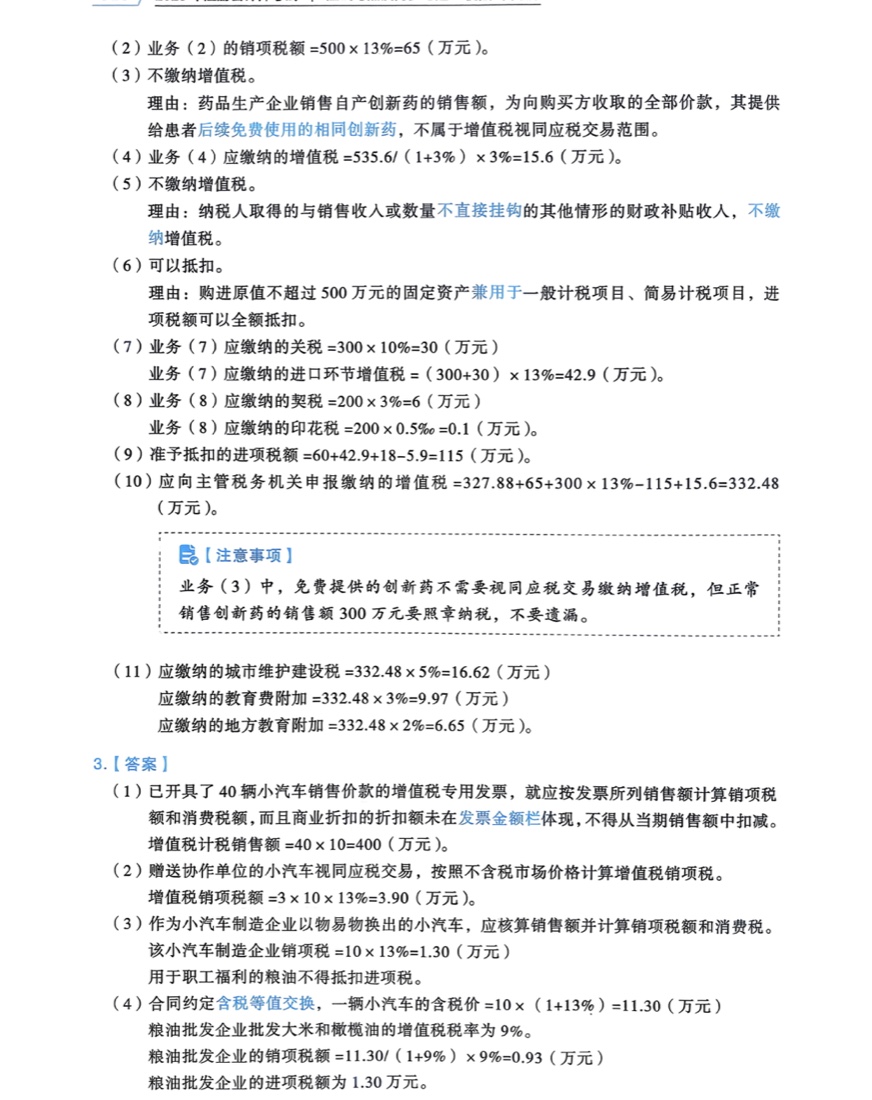 （2）业务（2）的销项税额 =500×13%=65（万元）。
（3）不缴纳增值税。
理由：药品生产企业销售自产创新药的销售额，为向购买方收取的全部价款，其提供
给患者后续免费使用的相同创新药，不属于增值税视同应税交易范围。
（4）业务（4）应缴纳的增值税 =535.6/（1+3%）×3%=15.6（万元）。
（5）不缴纳增值税。
理由：纳税人取得的与销售收入或数量不直接挂钩的其他情形的财政补贴收入，不缴
纳增值税。
（6）可以抵扣。
理由：购进原值不超过 500 万元的固定资产兼用于一般计税项目、简易计税项目，进
项税额可以全额抵扣。
（7）业务（7）应缴纳的关税 =300×10%=30（万元）
业务（7）应缴纳的进口环节增值税 =（300+30）×13%=42.9（万元）。
（8）业务（8）应缴纳的契税 =200×3%=6（万元）
业务（8）应缴纳的印花税 =200×0.5‰ =0.1（万元）。
（9）准予抵扣的进项税额 =60+42.9+18-5.9=115（万元）。
（10）应向主管税务机关申报缴纳的增值税 =327.88+65+300×13%-115+15.6=332.48
（万元）。
【注意事项】
业务（3）中，免费提供的创新药不需要视同应税交易缴纳增值税，但正常
销售创新药的销售额 300 万元要照章纳税，不要遗漏。
（11）应缴纳的城市维护建设税 =332.48×5%=16.62（万元）
应缴纳的教育费附加 =332.48×3%=9.97（万元）
应缴纳的地方教育附加 =332.48×2%=6.65（万元）。
3.【答案】
（1）已开具了 40 辆小汽车销售价款的增值税专用发票，就应按发票所列销售额计算销项税
额和消费税额，而且商业折扣的折扣额未在发票金额栏体现，不得从当期销售额中扣减。
增值税计税销售额 =40×10=400（万元）。
（2）赠送协作单位的小汽车视同应税交易，按照不含税市场价格计算增值税销项税。
增值税销项税额 =3×10×13%=3.90（万元）。
（3）作为小汽车制造企业以物易物换出的小汽车，应核算销售额并计算销项税额和消费税。
该小汽车制造企业销项税 =10×13%=1.30（万元）
用于职工福利的粮油不得抵扣进项税。
（4）合同约定含税等值交换，一辆小汽车的含税价 =10×（1+13%）=11.30（万元）
粮油批发企业批发大米和橄榄油的增值税税率为 9%。
粮油批发企业的销项税额 =11.30/（1+9%）×9%=0.93（万元）
粮油批发企业的进项税额为 1.30 万元。